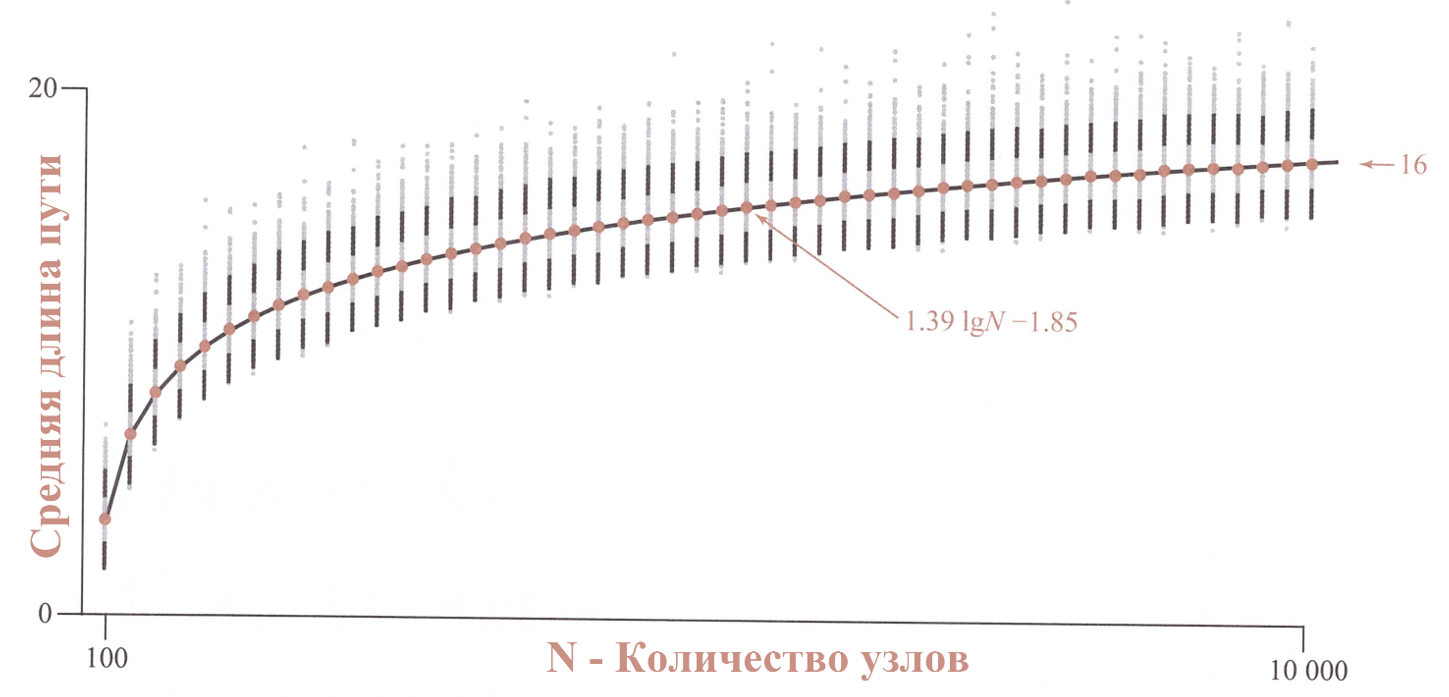 20
Средняя длина пути
16
1.39 lgN −1.85
0
100
N - Количество узлов
10 000